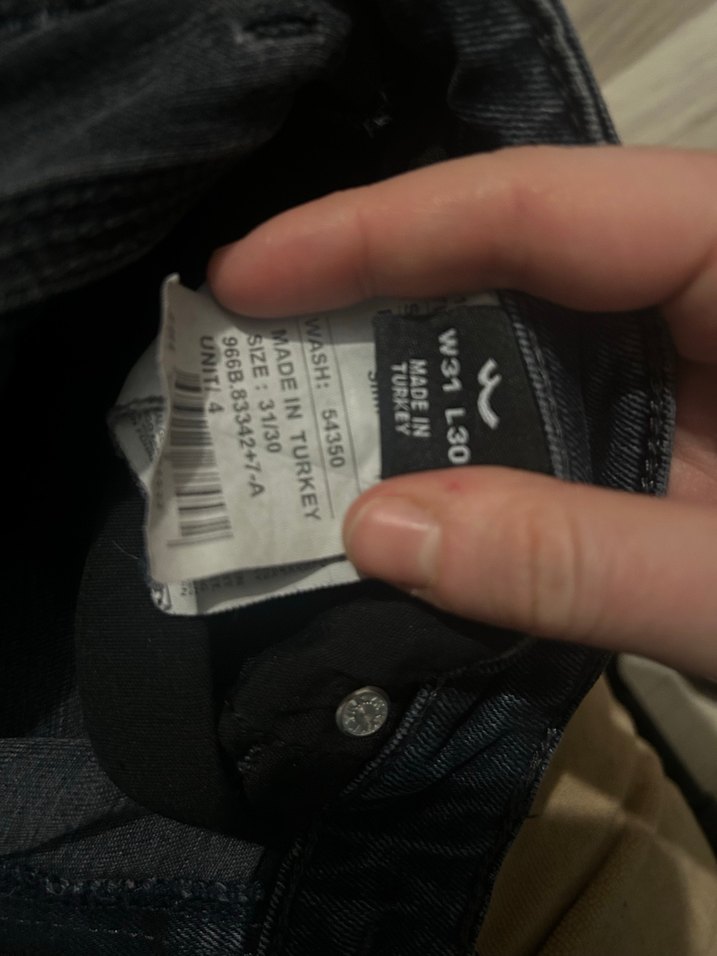 W31 L30
MADE IN
TURKEY
WASH: 54350
MADE IN TURKEY
SIZE : 31/30
966B.83342+7-A
UNIT/ 4